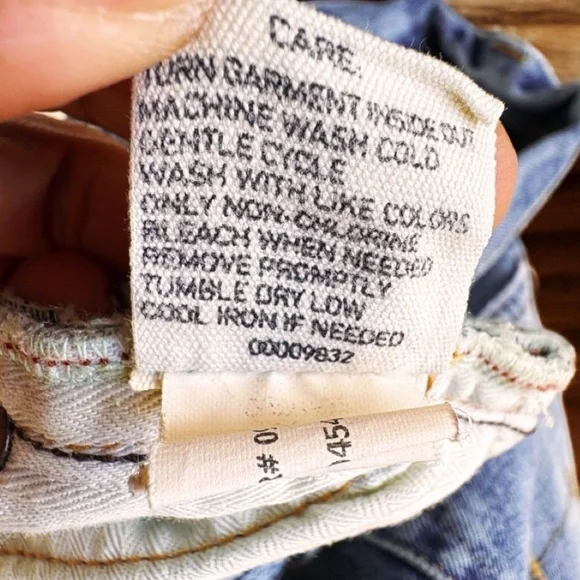 CARE:
TURN GARMENT INSIDE OUT
MACHINE WASH COLD
GENTLE CYCLE
WASH WITH LIKE COLORS
ONLY NON-CHLORINE
BLEACH WHEN NEEDED
REMOVE PROMPTLY
TUMBLE DRY LOW
COOL IRON IF NEEDED
00009832